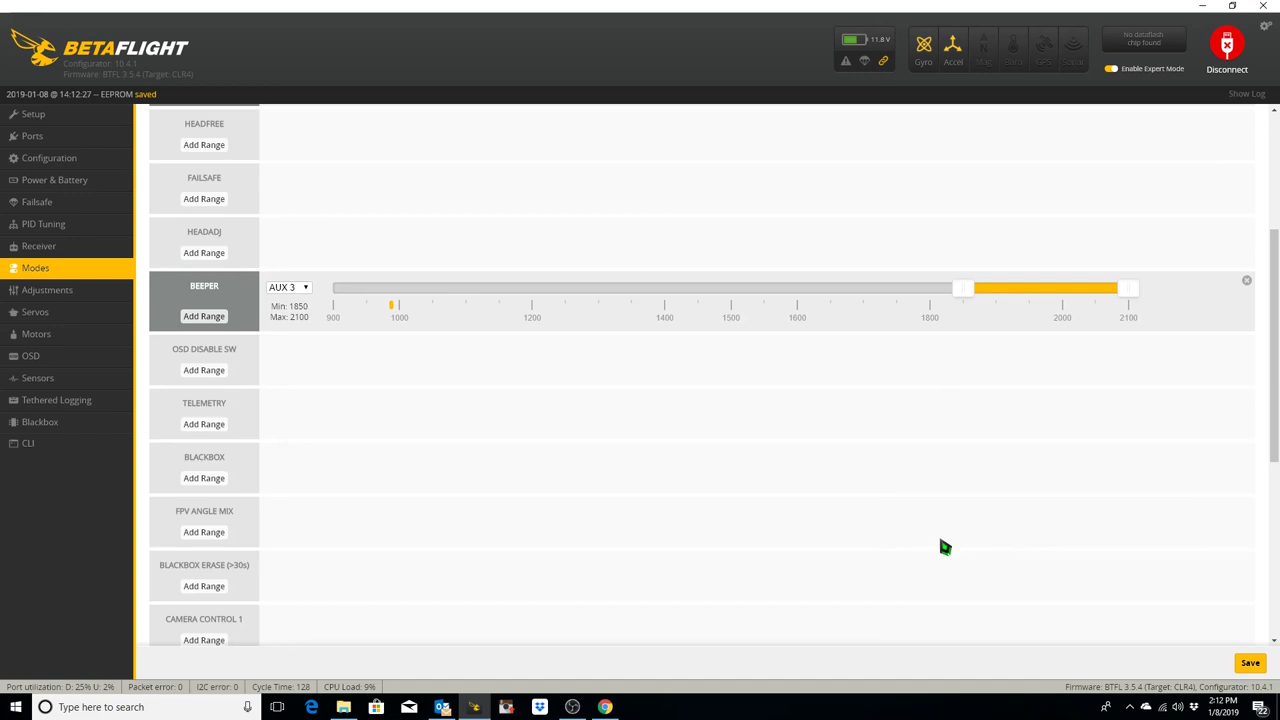 BETAFLIGHT
Configurator: 10.4.1
Firmware: BTFL 3.5.4 (Target: CLR4)
11.8 V
Gyro
Accel
Mag
Baro
GPS
Sonar
No dataflash
chip found
Enable Expert Mode
Disconnect
2019-01-08 @ 14:12:27 -- EEPROM saved
Show Log
Setup
Ports
Configuration
Power & Battery
Failsafe
PID Tuning
Receiver
Modes
Adjustments
Servos
Motors
OSD
Sensors
Tethered Logging
Blackbox
CLI
HEADFREE
Add Range
FAILSAFE
Add Range
HEADADJ
Add Range
BEEPER
Add Range
AUX 3
Min: 1850
Max: 2100
900 1000 1200 1400 1500 1600 1800 2000 2100
OSD DISABLE SW
Add Range
TELEMETRY
Add Range
BLACKBOX
Add Range
FPV ANGLE MIX
Add Range
BLACKBOX ERASE (>30s)
Add Range
CAMERA CONTROL 1
Add Range
Save
Port utilization: D: 25% U: 2% Packet error: 0 I2C error: 0 Cycle Time: 128 CPU Load: 9% Firmware: BTFL 3.5.4 (Target: CLR4), Configurator: 10.4.1
Type here to search
2:12 PM
1/8/2019
22